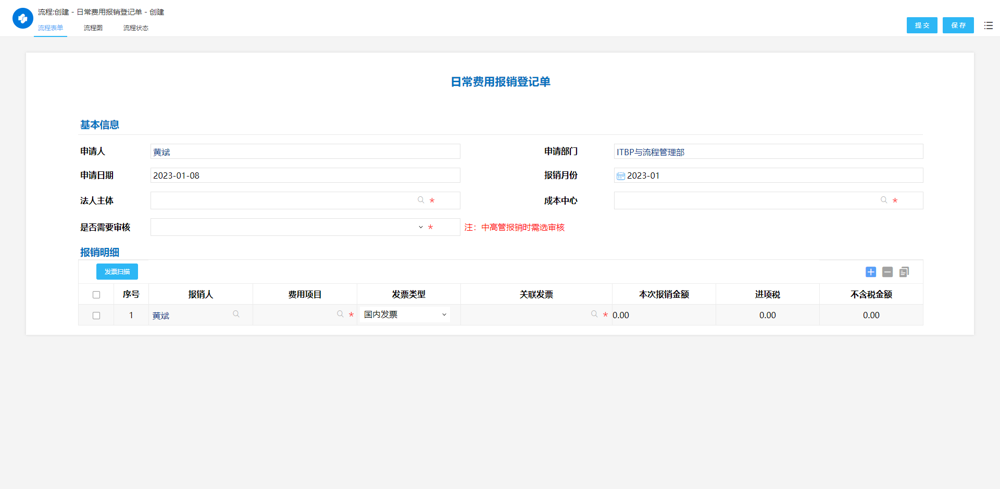 流程:创建 - 日常费用报销登记单 - 创建
流程表单 流程图 流程状态
提交 保存
日常费用报销登记单
基本信息
申请人 黄斌 申请部门 ITBP与流程管理部
申请日期 2023-01-08 报销月份 2023-01
法人主体 * 成本中心 *
是否需要审核 * 注：中高管报销时需选审核
报销明细
发票扫描
序号 报销人 费用项目 发票类型 关联发票 本次报销金额 进项税 不含税金额
1 黄斌 * 国内发票 * 0.00 0.00 0.00